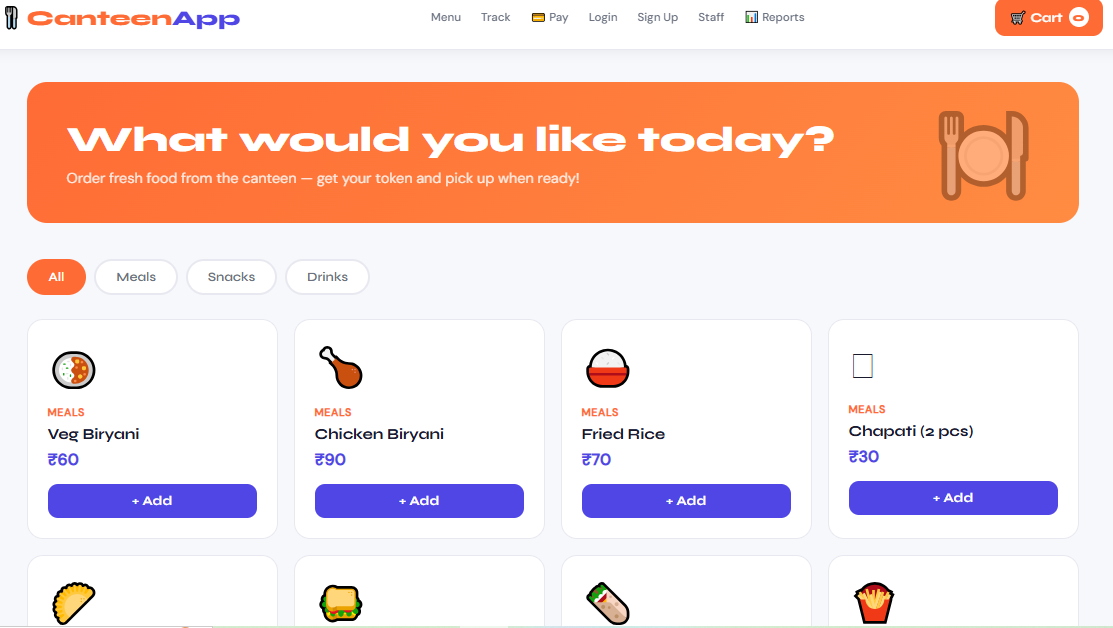 CanteenApp
Menu Track 💳 Pay Login Sign Up Staff 📊 Reports
🛒 Cart 0
What would you like today?
Order fresh food from the canteen — get your token and pick up when ready!
All Meals Snacks Drinks
MEALS
Veg Biryani
₹60
+ Add
MEALS
Chicken Biryani
₹90
+ Add
MEALS
Fried Rice
₹70
+ Add
MEALS
Chapati (2 pcs)
₹30
+ Add